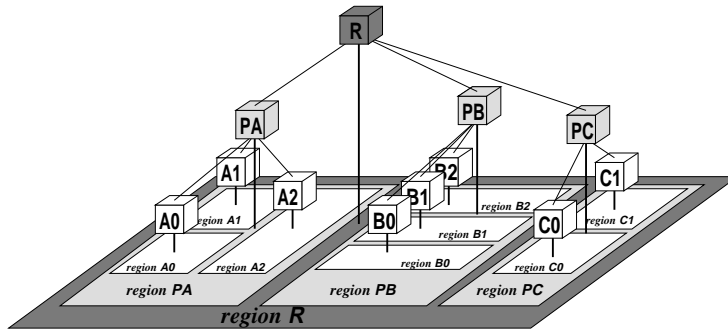 R
PA
PB
PC
A1
B2
C1
A2
B1
A0
B0
C0
region A1
region B2
region C1
region B1
region A0
region A2
region B0
region C0
region PA
region PB
region PC
region R